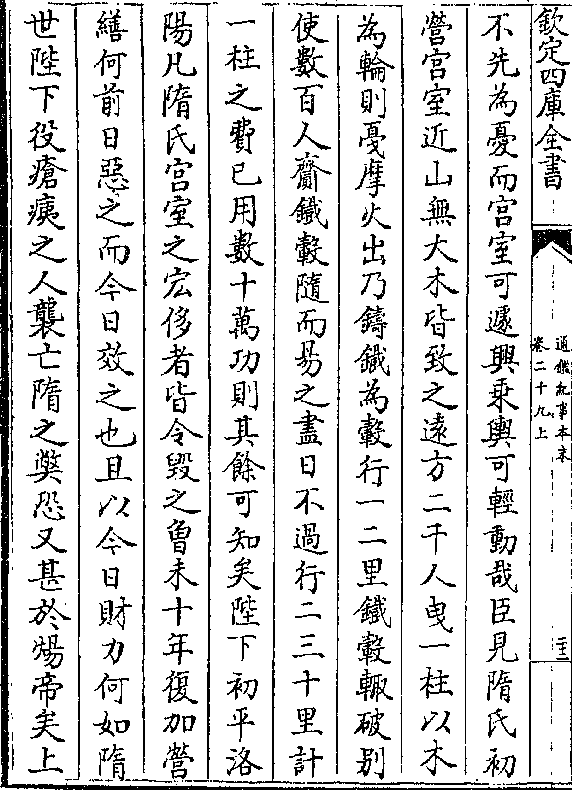 欽定四庫全書
通鑑紀事本末
卷二十九上
不先為憂而宫室可遽興乘輿可輕動哉臣見隋氏初
營宫室近山無大木皆致之遠方二千人曳一柱以木
為輪則戞摩火出乃鑄鐵為轂行一二里鐵轂輙破别
使數百人齎鐵轂隨而易之盡日不過行二三十里計
一柱之費已用數十萬功則其餘可知矣陛下初平洛
陽凡隋氏宫室之宏侈者皆令毁之曾未十年復加營
繕何前日惡之而今日效之也且以今日財力何如隋
世陛下役瘡痍之人襲亡隋之獘恐又甚於煬帝矣上